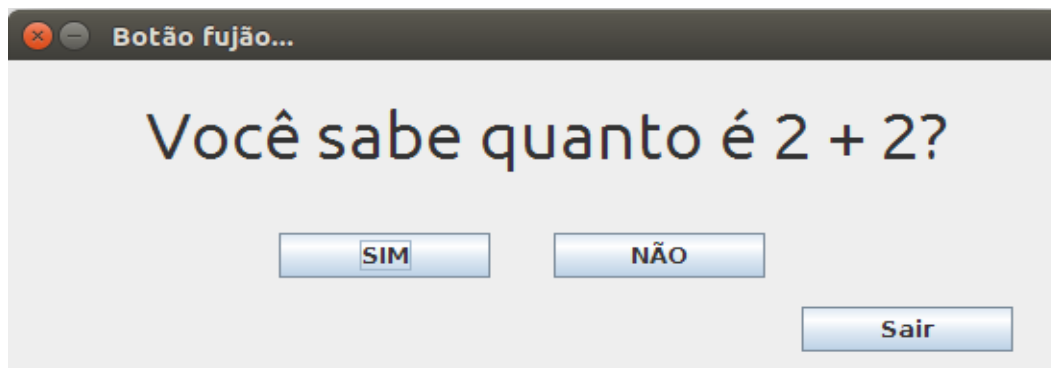 Botão fujão...
Você sabe quanto é 2 + 2?
SIM NÃO
Sair